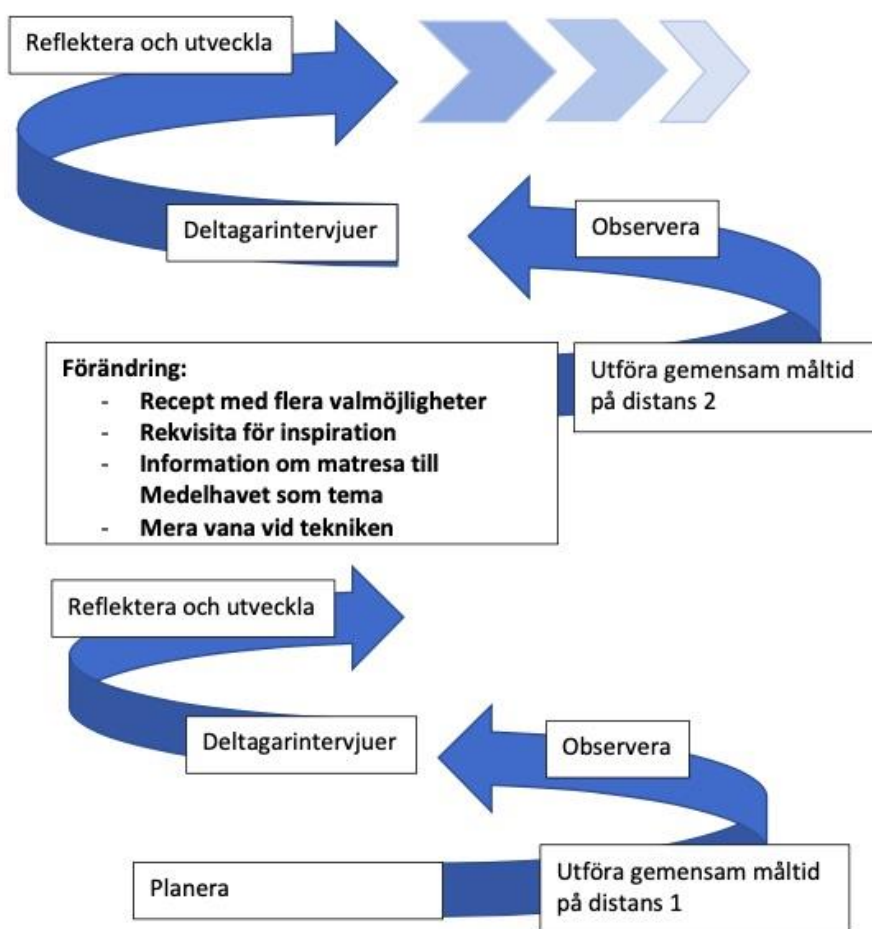 Reflektera och utveckla
Deltagarintervjuer
Observera
Förändring:
- Recept med flera valmöjligheter
- Rekvisita för inspiration
- Information om matresa till
Medelhavet som tema
- Mera vana vid tekniken
Utföra gemensam måltid
på distans 2
Reflektera och utveckla
Deltagarintervjuer
Observera
Planera
Utföra gemensam måltid
på distans 1